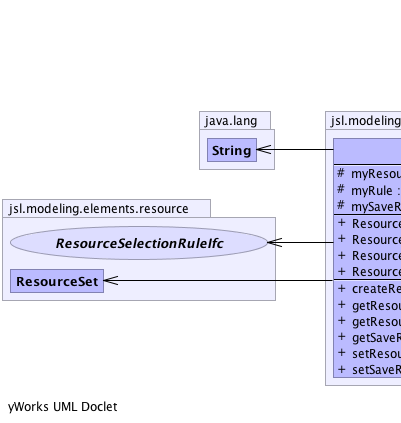 java.lang
String
jsl.modeling.elements.resource
ResourceSelectionRuleIfc
ResourceSet
jsl.modeling
# myResou
# myRule :
# mySaveR
+ Resource
+ Resource
+ Resource
+ Resource
+ createRe
+ getResou
+ getResou
+ getSaveR
+ setResou
+ setSaveR
yWorks UML Doclet